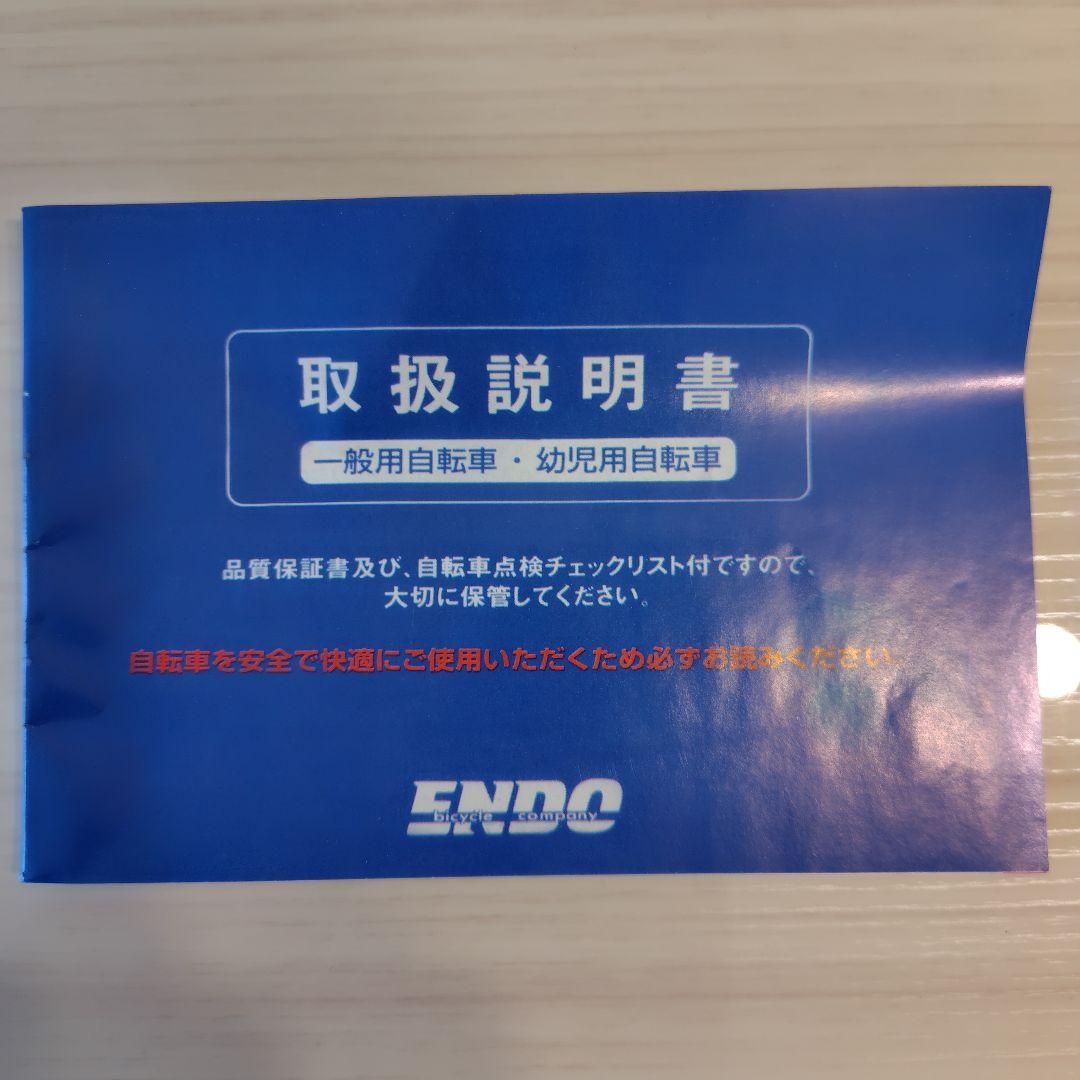 取扱説明書
一般用自転車・幼児用自転車
品質保証書及び、自転車点検チェックリスト付ですので、
大切に保管してください。
自転車を安全で快適にご使用いただくため必ずお読みください。
ENDO
bicycle company